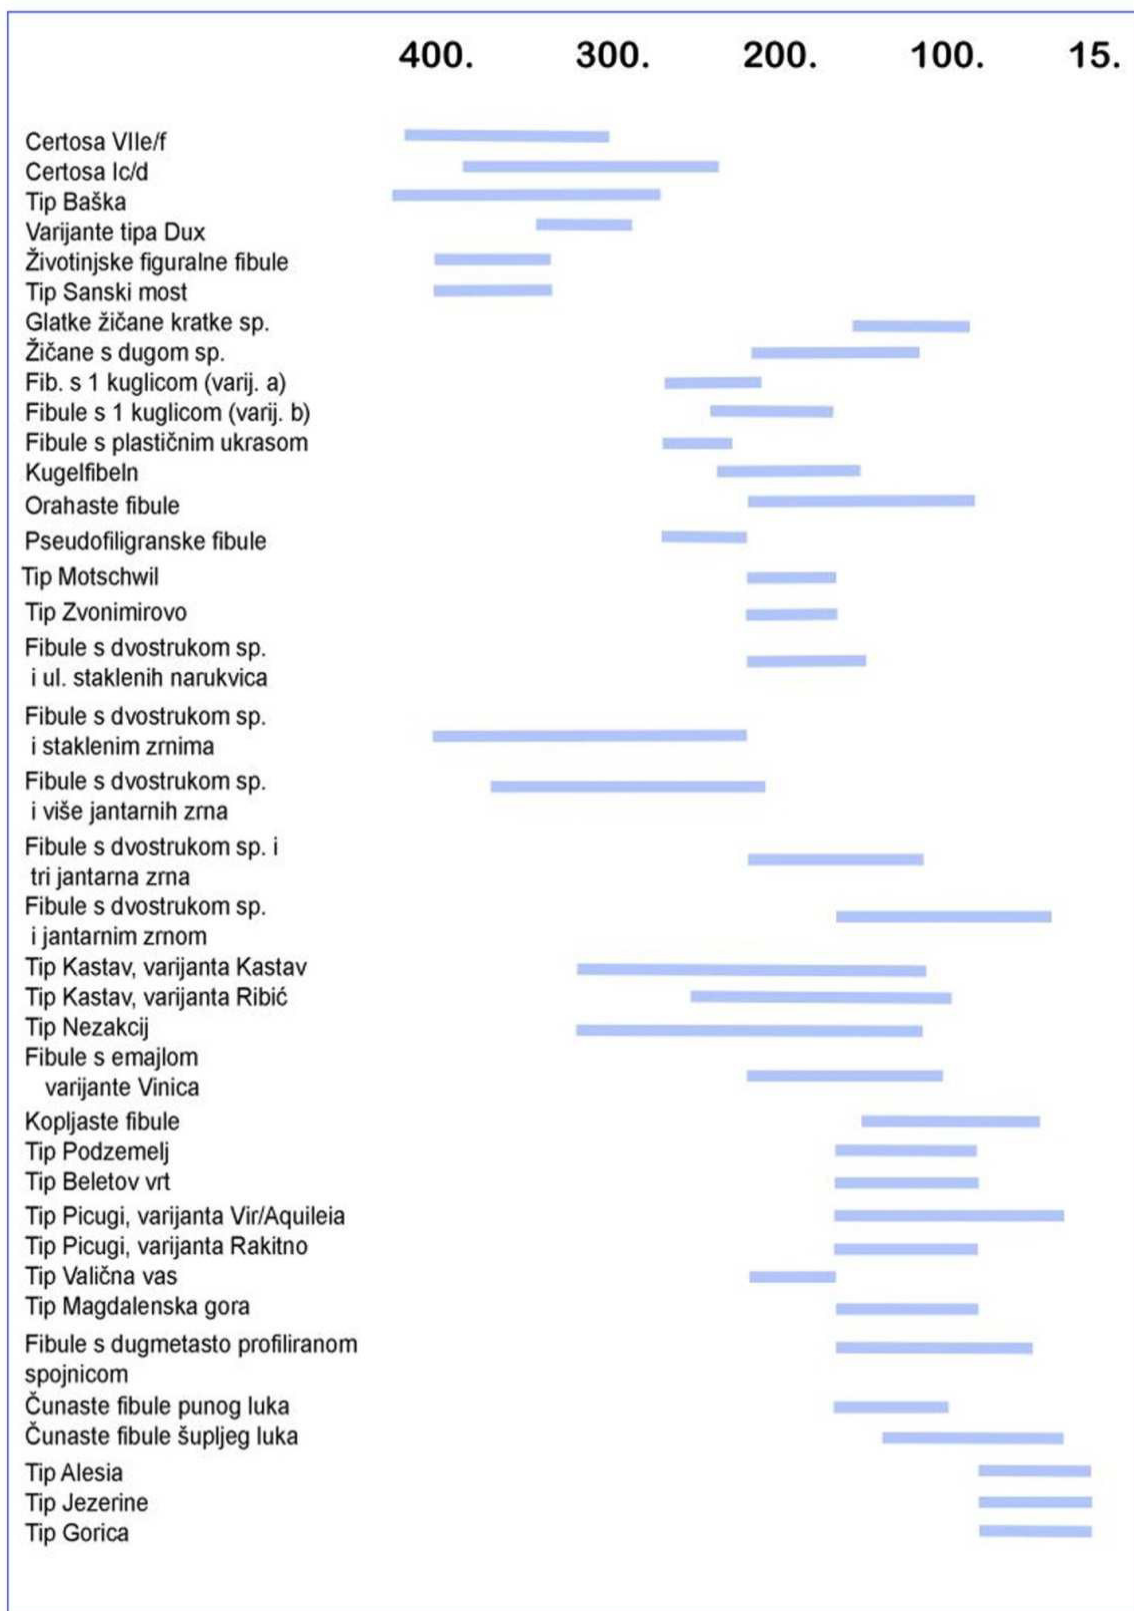 400. 300. 200. 100. 15.
Certosa VIIe/f
Certosa Ic/d
Tip Baška
Varijante tipa Dux
Životinjske figuralne fibule
Tip Sanski most
Glatke žičane kratke sp.
Žičane s dugom sp.
Fib. s 1 kuglicom (varij. a)
Fibule s 1 kuglicom (varij. b)
Fibule s plastičnim ukrasom
Kugelfibeln
Orahaste fibule
Pseudofiligranske fibule
Tip Motschwil
Tip Zvonimirovo
Fibule s dvostrukom sp.
i ul. staklenih narukvica
Fibule s dvostrukom sp.
i staklenim zrnima
Fibule s dvostrukom sp.
i više jantarnih zrna
Fibule s dvostrukom sp. i
tri jantarna zrna
Fibule s dvostrukom sp.
i jantarnim zrnom
Tip Kastav, varijanta Kastav
Tip Kastav, varijanta Ribić
Tip Nezakcij
Fibule s emajlom
varijante Vinica
Kopljaste fibule
Tip Podzemelj
Tip Beletov vrt
Tip Picugi, varijanta Vir/Aquileia
Tip Picugi, varijanta Rakitno
Tip Valična vas
Tip Magdalenska gora
Fibule s dugmetasto profiliranom
spojnicom
Čunaste fibule punog luka
Čunaste fibule šupljeg luka
Tip Alesia
Tip Jezerine
Tip Gorica